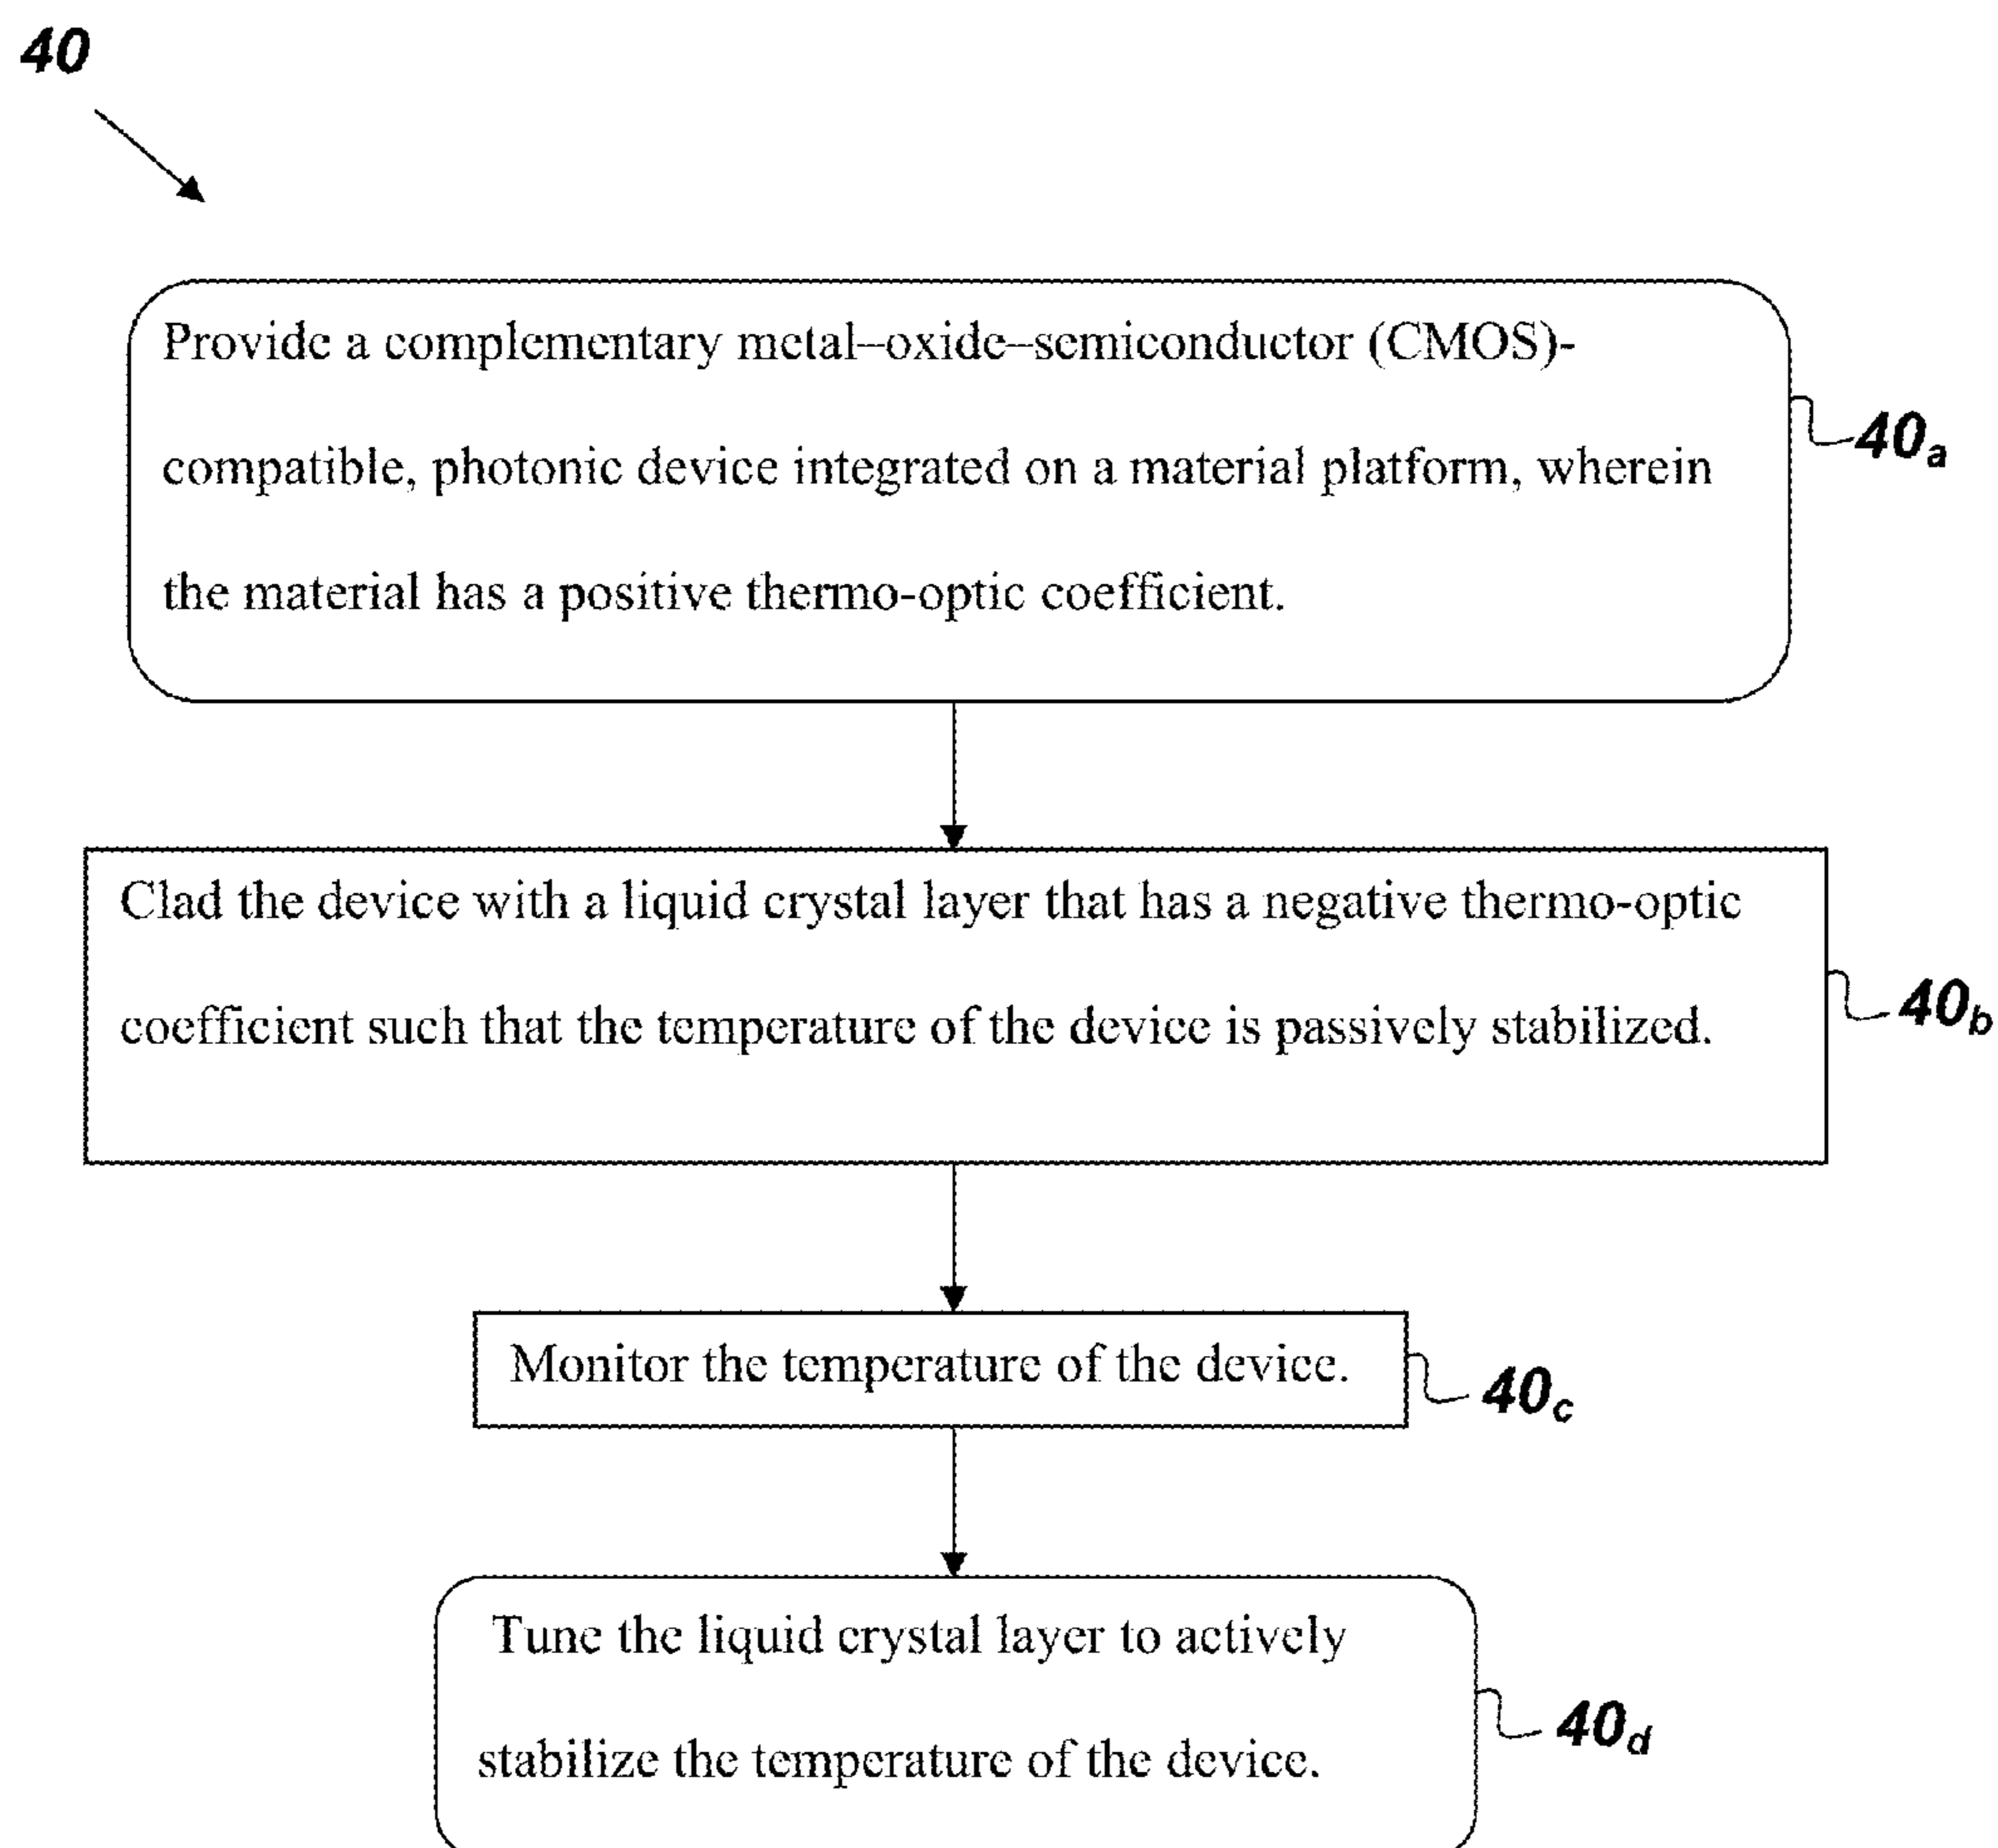 40
Provide a complementary metal–oxide–semiconductor (CMOS)-
compatible, photonic device integrated on a material platform, wherein
the material has a positive thermo-optic coefficient.
40a
Clad the device with a liquid crystal layer that has a negative thermo-optic
coefficient such that the temperature of the device is passively stabilized.
40b
Monitor the temperature of the device.
40c
Tune the liquid crystal layer to actively
stabilize the temperature of the device.
40d